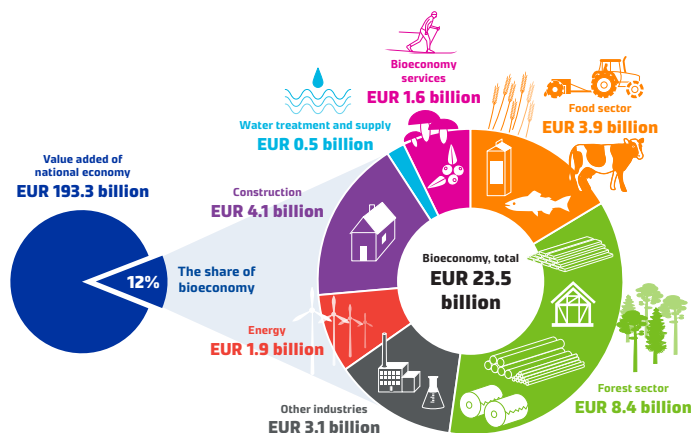 Bioeconomy
services
EUR 1.6 billion
Food sector
EUR 3.9 billion
Water treatment and supply
EUR 0.5 billion
Value added of
national economy
EUR 193.3 billion
Construction
EUR 4.1 billion
12%
The share of
bioeconomy
Bioeconomy, total
EUR 23.5
billion
Energy
EUR 1.9 billion
Forest sector
EUR 8.4 billion
Other industries
EUR 3.1 billion